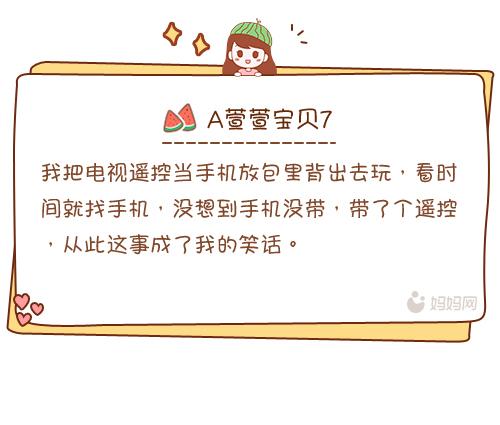 A萱萱宝贝7
我把电视遥控当手机放包里背出去玩，看时
间就找手机，没想到手机没带，带了个遥控
，从此这事成了我的笑话。
妈妈网